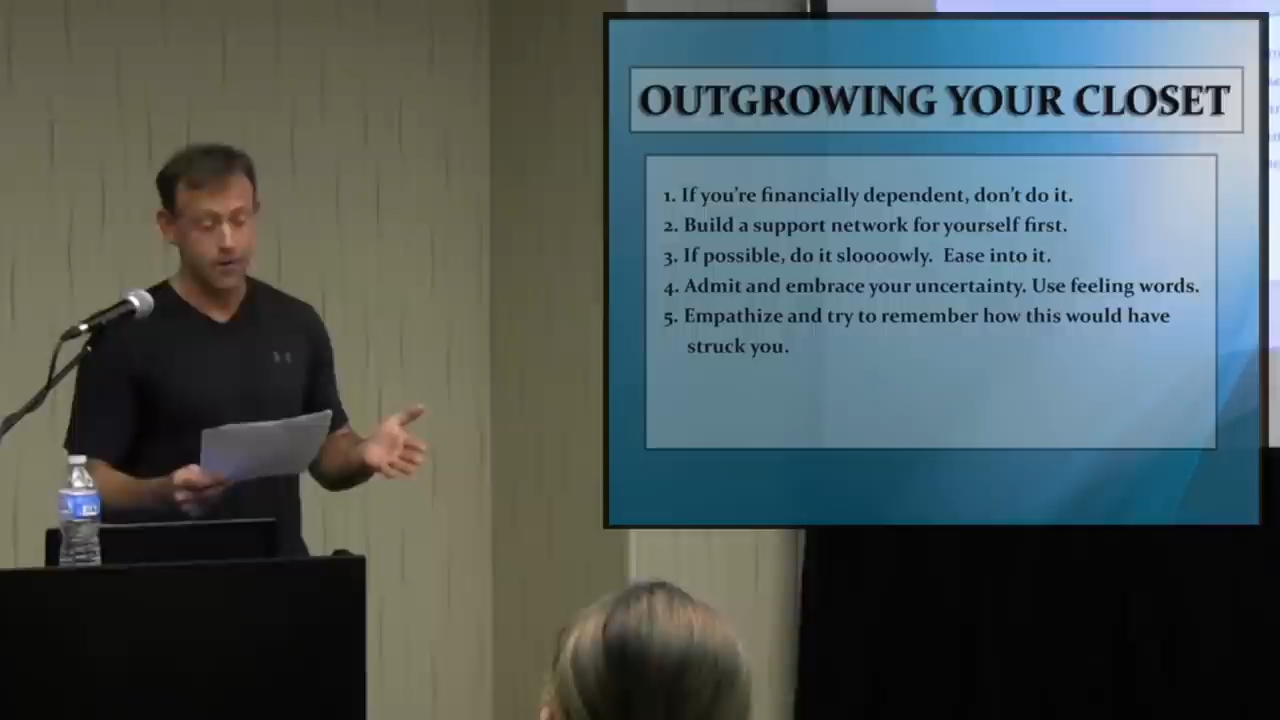 OUTGROWING YOUR CLOSET
1. If you're financially dependent, don't do it.
2. Build a support network for yourself first.
3. If possible, do it sloooowly.  Ease into it.
4. Admit and embrace your uncertainty. Use feeling words.
5. Empathize and try to remember how this would have
struck you.